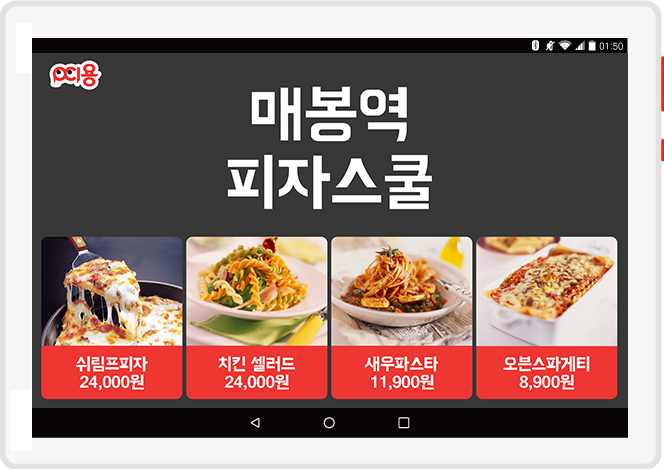 01:50
삐용
매봉역
피자스쿨
쉬림프피자
24,000원
치킨 셀러드
24,000원
새우파스타
11,900원
오븐스파게티
8,900원